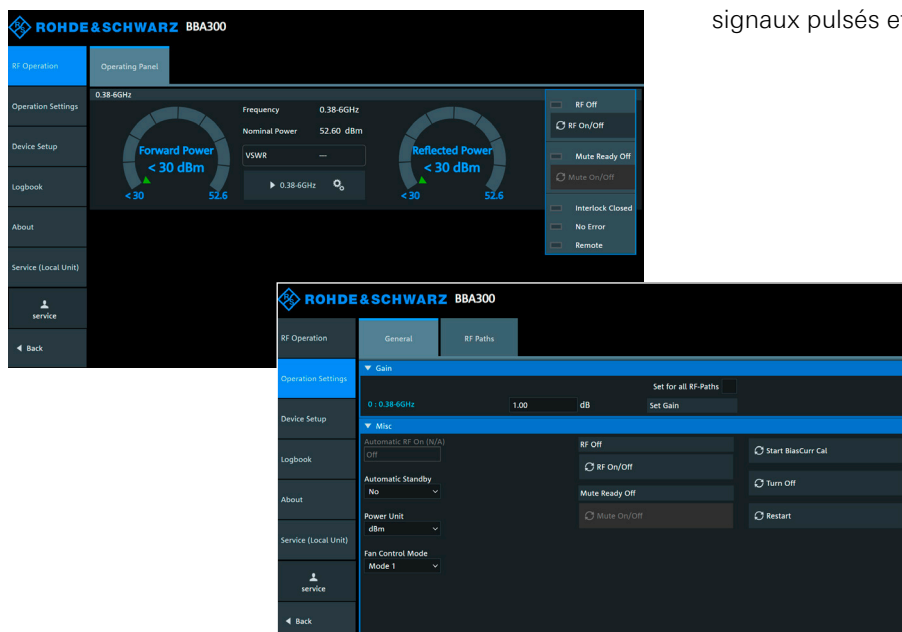 signaux pulsés et
ROHDE & SCHWARZ BBA300
RF Operation
Operating Panel
Operation Settings
Device Setup
Logbook
About
Service (Local Unit)
service
Back
0.38-6GHz
Forward Power
< 30 dBm
< 30
52.6
Frequency
0.38-6GHz
Nominal Power
52.60 dBm
VSWR
---
0.38-6GHz
Reflected Power
< 30 dBm
< 30
52.6
RF Off
RF On/Off
Mute Ready Off
Mute On/Off
Interlock Closed
No Error
Remote
ROHDE & SCHWARZ BBA300
RF Operation
General
RF Paths
Operation Settings
Device Setup
Logbook
About
Service (Local Unit)
service
Back
Gain
Set for all RF-Paths
0 : 0.38-6GHz
1.00
dB
Set Gain
Misc
Automatic RF On (N/A)
Off
Automatic Standby
No
Power Unit
dBm
Fan Control Mode
Mode 1
RF Off
RF On/Off
Mute Ready Off
Mute On/Off
Start BiasCurr Cal
Turn Off
Restart